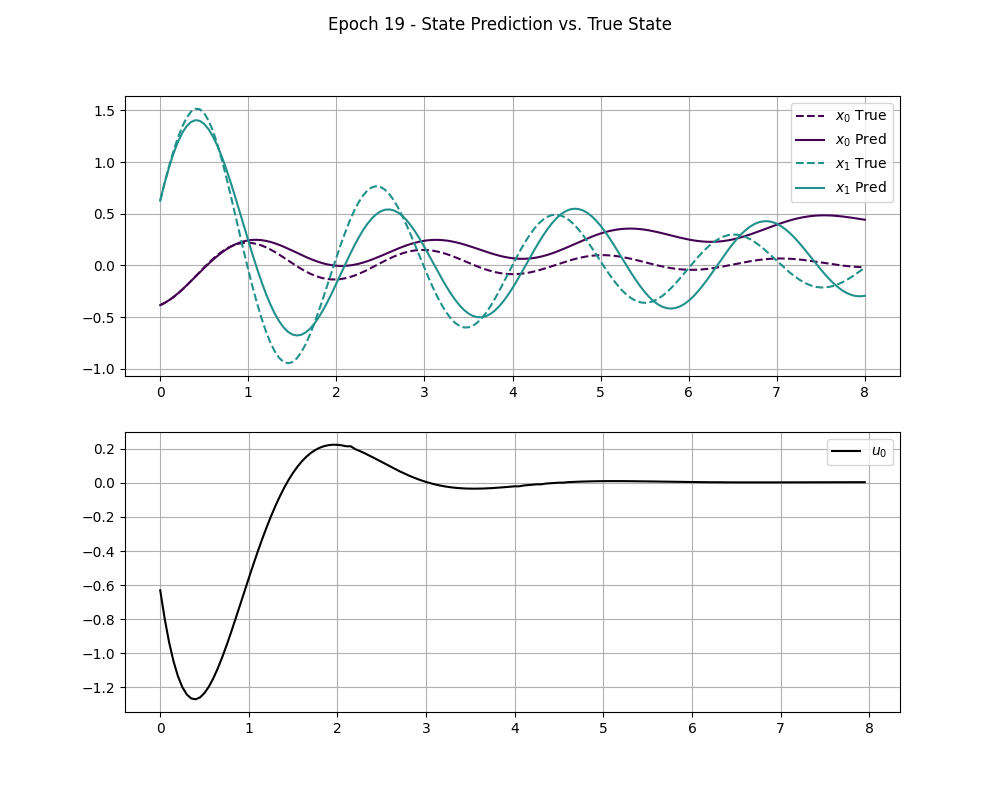 Epoch 19 - State Prediction vs. True State
1.5
1.0
0.5
0.0
−0.5
−1.0
x₀ True
x₀ Pred
x₁ True
x₁ Pred
0 1 2 3 4 5 6 7 8
0.2
0.0
−0.2
−0.4
−0.6
−0.8
−1.0
−1.2
u₀
0 1 2 3 4 5 6 7 8